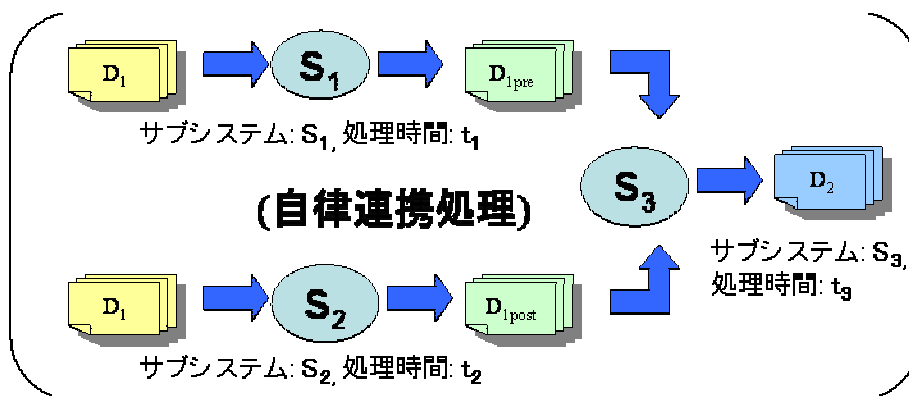 D₁ S₁ D₁pre
サブシステム: S₁, 処理時間: t₁
S₃ D₂
(自律連携処理)
サブシステム: S₃,
処理時間: t₃
D₁ S₂ D₁post
サブシステム: S₂, 処理時間: t₂